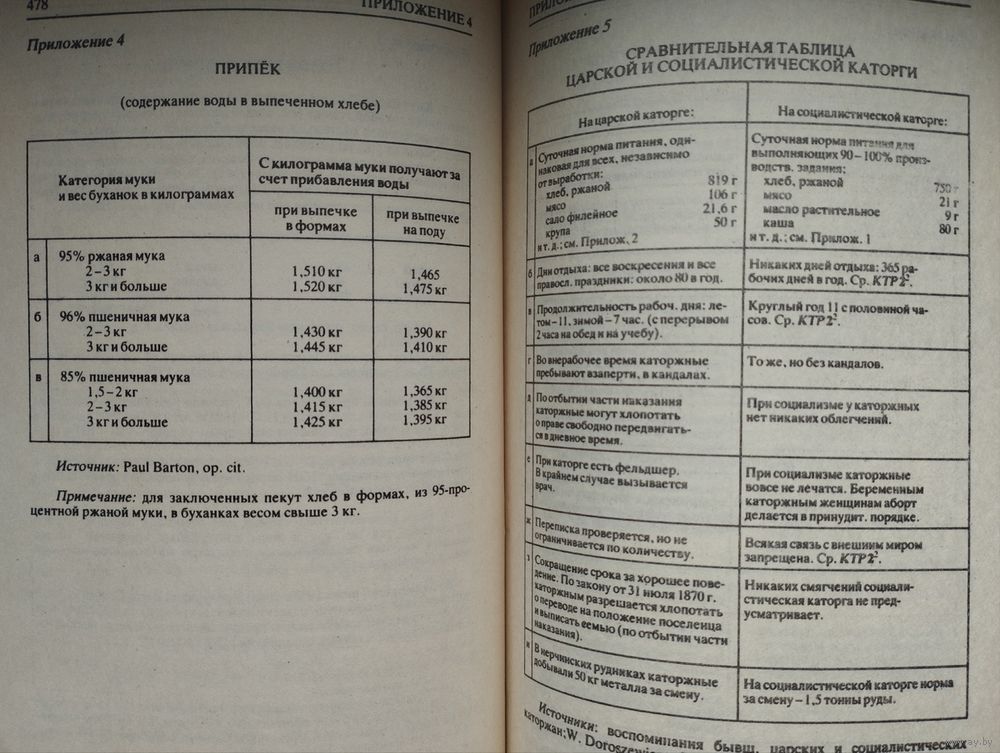 478
ПРИЛОЖЕНИЕ 4
Приложение 4
ПРИПЁК
(содержание воды в выпеченном хлебе)
Категория муки
и вес буханок в килограммах
С килограмма муки получают за
счет прибавления воды
при выпечке
в формах
при выпечке
на поду
а
95% ржаная мука
2–3 кг 1,510 кг 1,465
3 кг и больше 1,520 кг 1,475 кг
б
96% пшеничная мука
2–3 кг 1,430 кг 1,390 кг
3 кг и больше 1,445 кг 1,410 кг
в
85% пшеничная мука
1,5–2 кг 1,400 кг 1,365 кг
2–3 кг 1,415 кг 1,385 кг
3 кг и больше 1,425 кг 1,395 кг
Источник: Paul Barton, op. cit.
Примечание: для заключенных пекут хлеб в формах, из 95-про-
центной ржаной муки, в буханках весом свыше 3 кг.
Приложение 5
СРАВНИТЕЛЬНАЯ ТАБЛИЦА
ЦАРСКОЙ И СОЦИАЛИСТИЧЕСКОЙ КАТОРГИ
На царской каторге:
На социалистической каторге:
а
Суточная норма питания, оди-
наковая для всех, независимо
от выработки:
хлеб, ржаной 819 г
мясо 106 г
сало филейное 21,6 г
крупа 50 г
и т. д.; см. Прилож. 2
Суточная норма питания для
выполняющих 90–100% произ-
водств. задания:
хлеб, ржаной 750 г
мясо 21 г
масло растительное 9 г
каша 80 г
и т. д.; см. Прилож. 1
б
Дни отдыха: все воскресения и все
правосл. праздники: около 80 в год.
Никаких дней отдыха: 365 ра-
бочих дней в год. Ср. КТР 2².
в
Продолжительность рабоч. дня: ле-
том–11, зимой–7 час. (с перерывом
2 часа на обед и на учебу).
Круглый год 11 с половиной ча-
сов. Ср. КТР 2².
г
Во внерабочее время каторжные
пребывают взаперти, в кандалах.
То же, но без кандалов.
д
По отбытии части наказания
каторжные могут хлопотать
о праве свободно передвигать-
ся в дневное время.
При социализме у каторжных
нет никаких облегчений.
е
При каторге есть фельдшер.
В крайнем случае вызывается
врач.
При социализме каторжные
вовсе не лечатся. Беременным
каторжным женщинам аборт
делается в принудит. порядке.
ж
Переписка проверяется, но не
ограничивается по количеству.
Всякая связь с внешним миром
запрещена. Ср. КТР 2².
з
Сокращение срока за хорошее пове-
дение. По закону от 31 июля 1870 г.
каторжным разрешается хлопотать
о переводе на положение поселенца
и выписать семью (по отбытии части
наказания).
Никаких смягчений социали-
стическая каторга не пред-
усматривает.
и
В нерчинских рудниках каторжные
добывали 50 кг металла за смену.
На социалистической каторге норма
за смену – 1,5 тонны руды.
Источники: воспоминания бывш. царских и социалистических
каторжан; W.